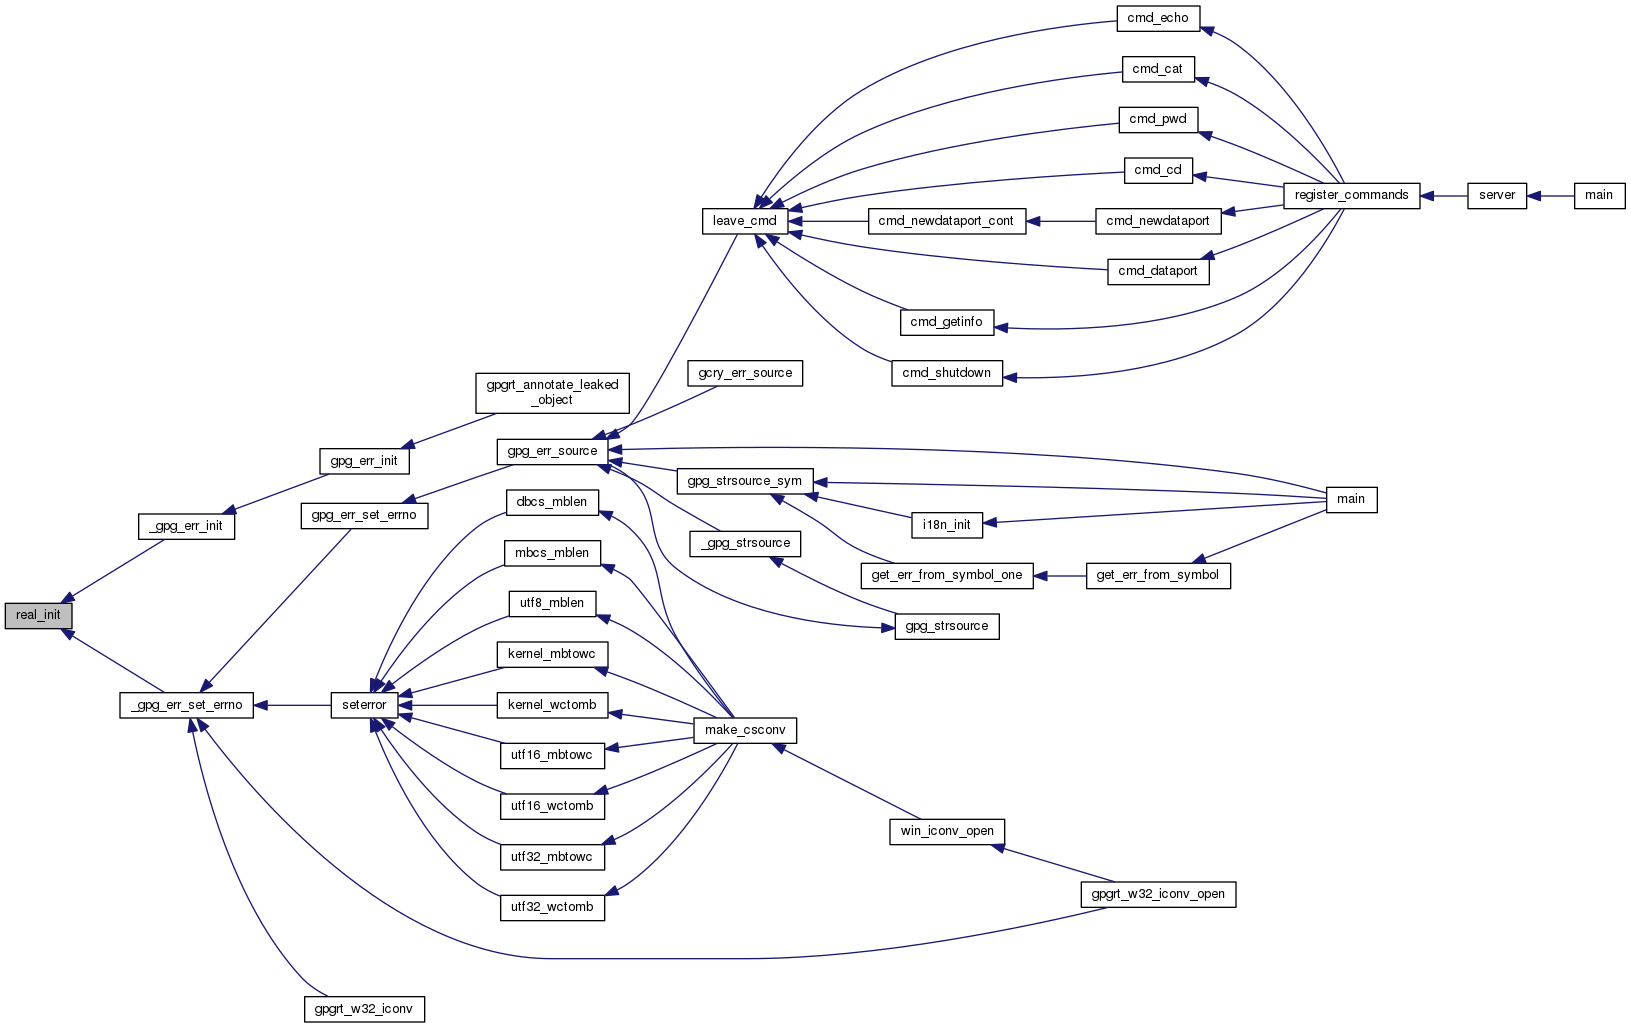 cmd_echo
cmd_cat
cmd_pwd
cmd_cd
register_commands
server
main
leave_cmd
cmd_newdataport_cont
cmd_newdataport
cmd_dataport
cmd_getinfo
cmd_shutdown
gcry_err_source
gpgrt_annotate_leaked
_object
gpg_err_init
gpg_err_source
gpg_strsource_sym
main
gpg_err_set_errno
dbcs_mblen
_gpg_err_init
i18n_init
_gpg_strsource
mbcs_mblen
get_err_from_symbol_one
get_err_from_symbol
utf8_mblen
real_init
gpg_strsource
kernel_mbtowc
_gpg_err_set_errno
seterror
kernel_wctomb
make_csconv
utf16_mbtowc
utf16_wctomb
win_iconv_open
utf32_mbtowc
gpgrt_w32_iconv_open
utf32_wctomb
gpgrt_w32_iconv